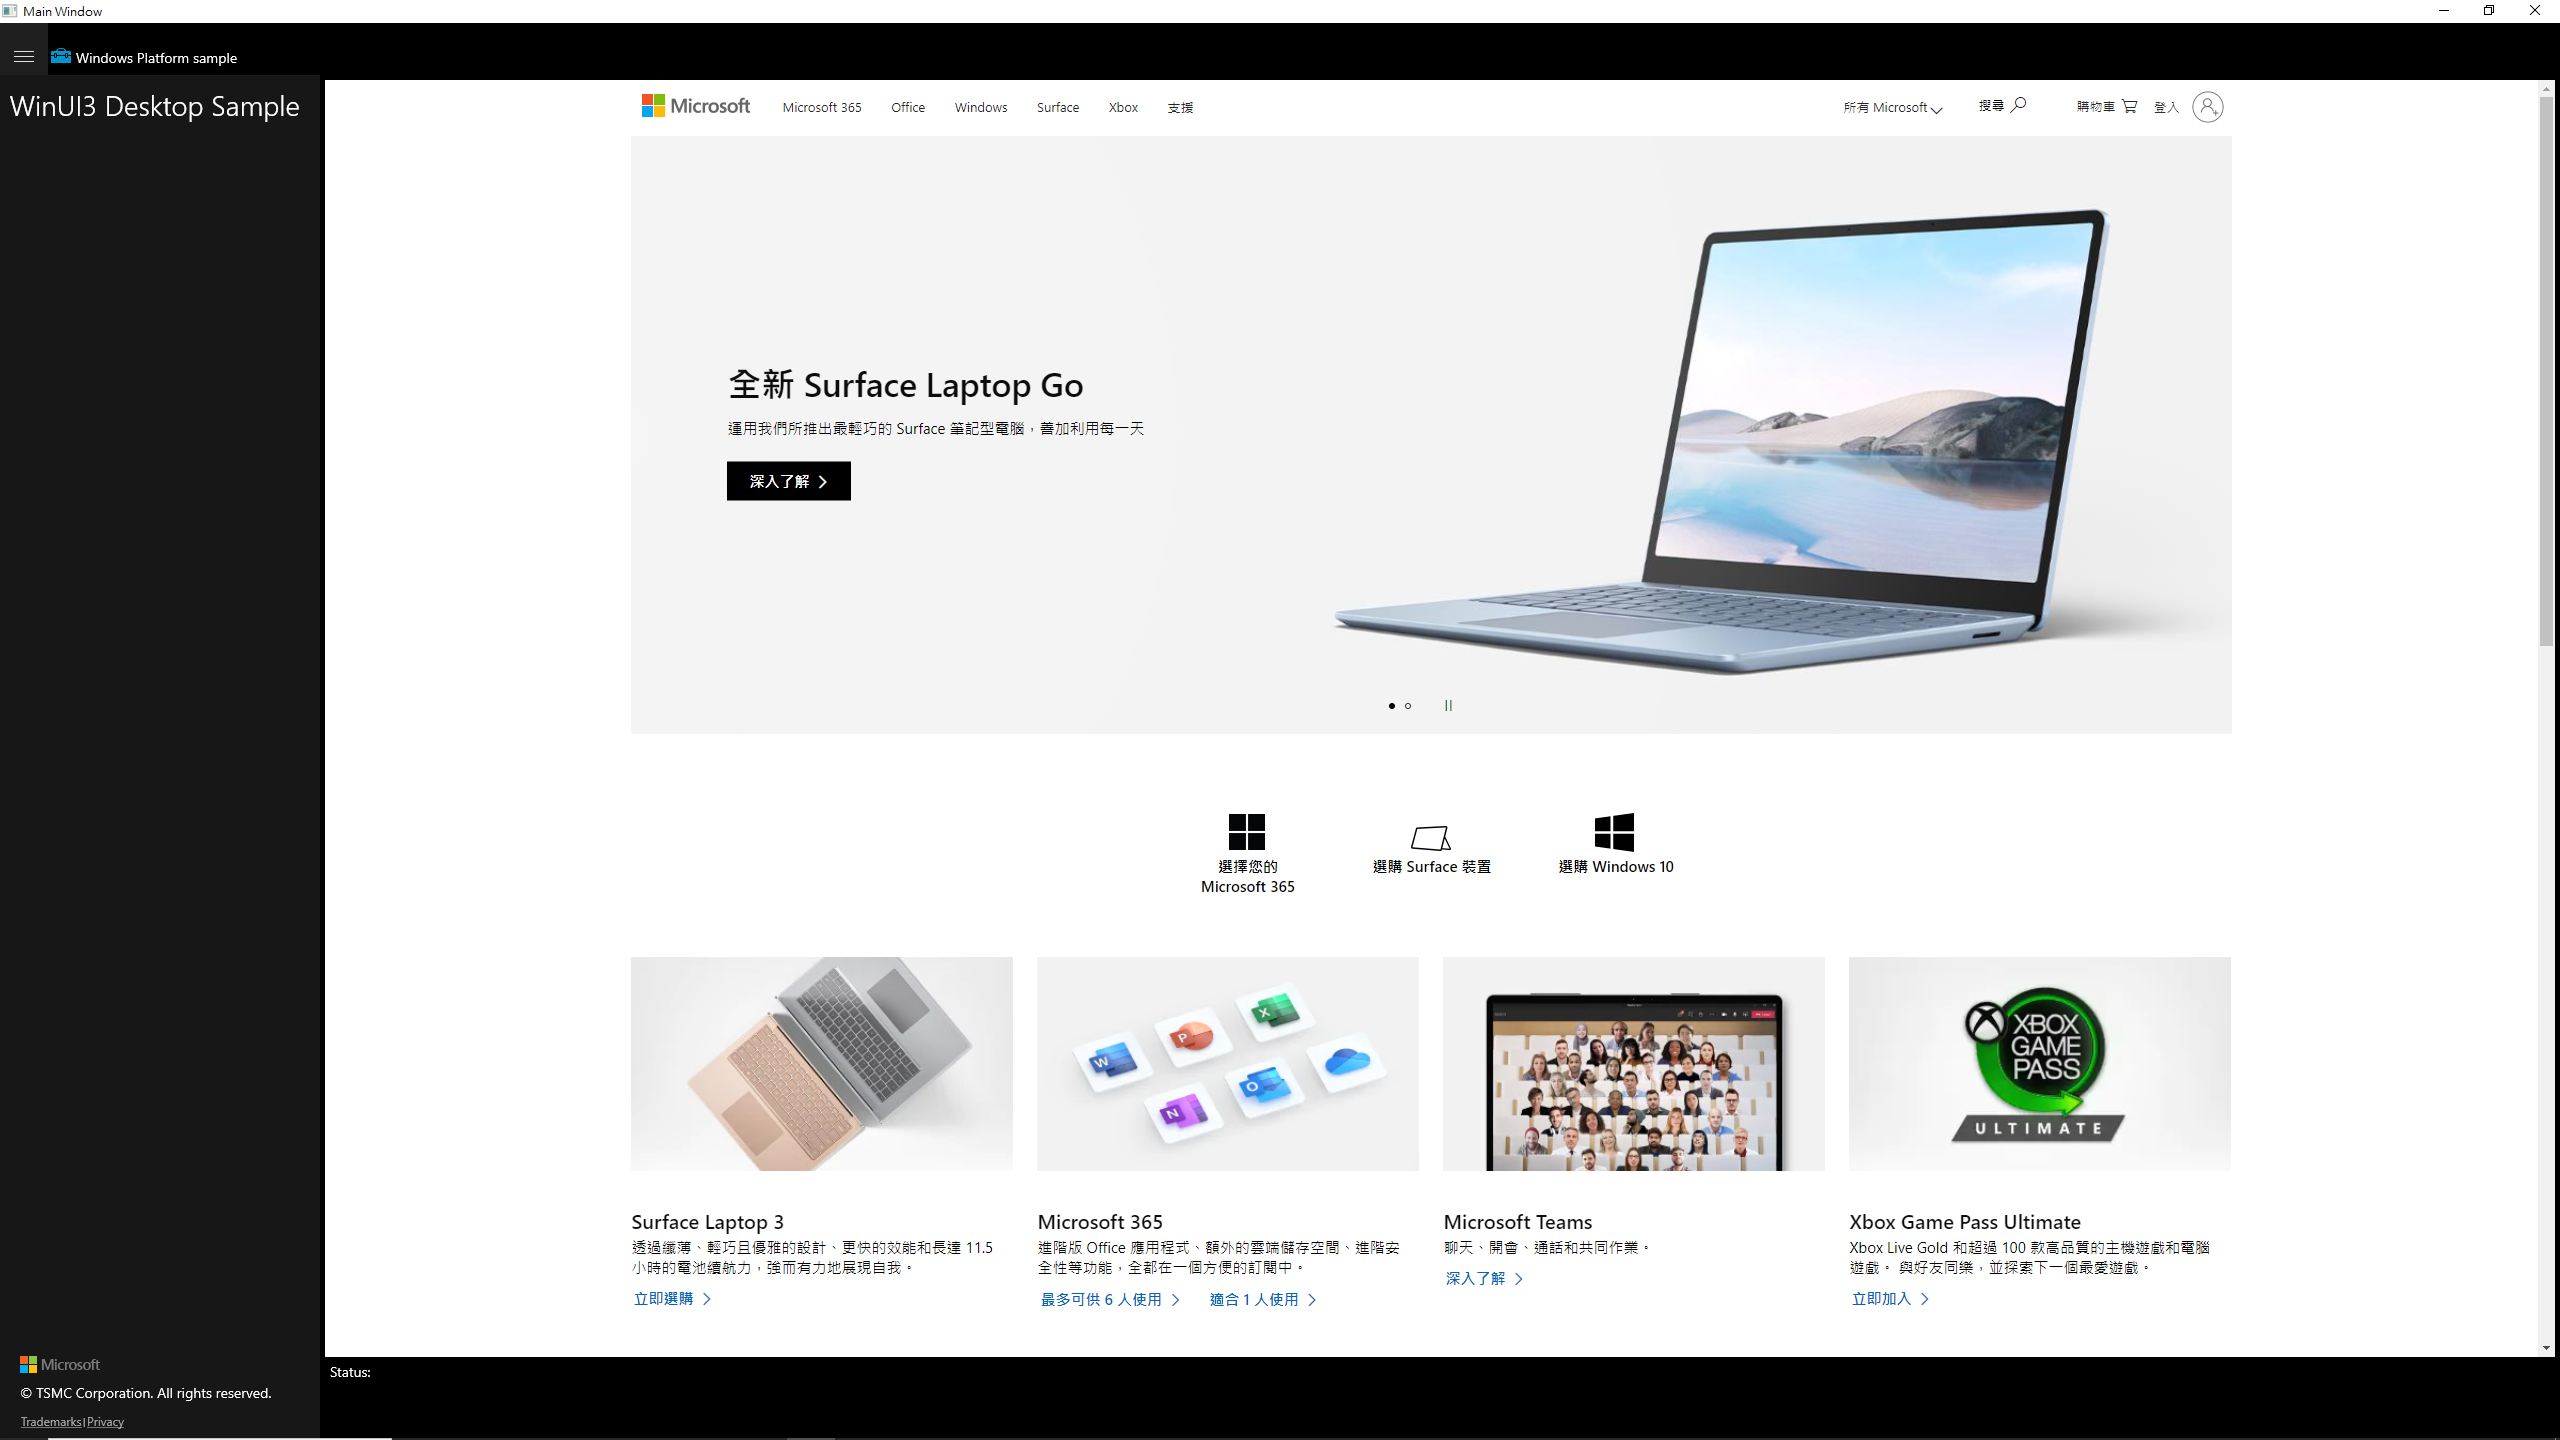 Main Window
Windows Platform sample
WinUI3 Desktop Sample
Microsoft
Microsoft 365
Office
Windows
Surface
Xbox
支援
所有 Microsoft
搜尋
購物車
登入
全新 Surface Laptop Go
運用我們所推出最輕巧的 Surface 筆記型電腦，善加利用每一天
深入了解
選擇您的
Microsoft 365
選購 Surface 裝置
選購 Windows 10
W
P
X
N
O
XBOX
GAME
PASS
ULTIMATE
Surface Laptop 3
透過纖薄、輕巧且優雅的設計、更快的效能和長達 11.5
小時的電池續航力，強而有力地展現自我。
立即選購
Microsoft 365
進階版 Office 應用程式、額外的雲端儲存空間、進階安
全性等功能，全都在一個方便的訂閱中。
最多可供 6 人使用
適合 1 人使用
Microsoft Teams
聊天、開會、通話和共同作業。
深入了解
Xbox Game Pass Ultimate
Xbox Live Gold 和超過 100 款高品質的主機遊戲和電腦
遊戲。 與好友同樂，並探索下一個最愛遊戲。
立即加入
Microsoft
© TSMC Corporation. All rights reserved.
Trademarks|Privacy
Status: